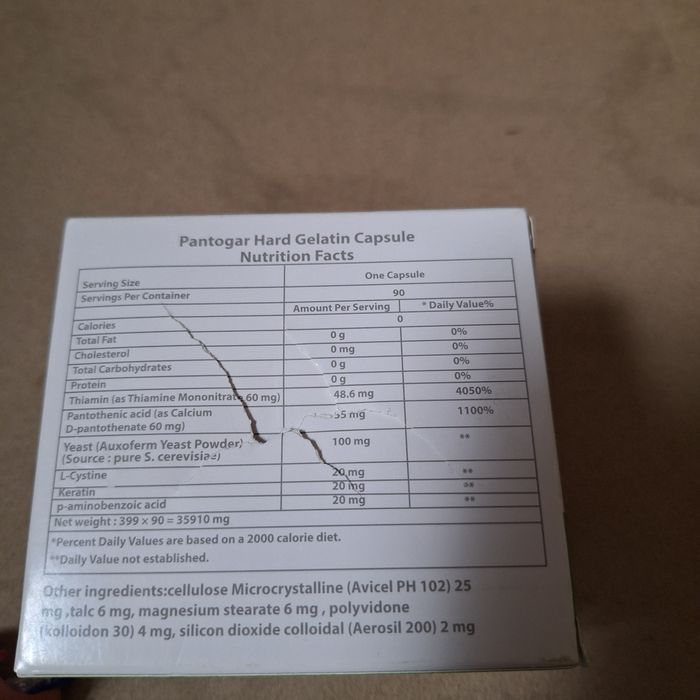 Pantogar Hard Gelatin Capsule
Nutrition Facts
Serving Size One Capsule
Servings Per Container 90
Amount Per Serving * Daily Value%
Calories 0
Total Fat 0 g 0%
Cholesterol 0 mg 0%
Total Carbohydrates 0 g 0%
Protein 0 g 0%
Thiamin (as Thiamine Mononitrate 60 mg) 48.6 mg 4050%
Pantothenic acid (as Calcium 55 mg 1100%
D-pantothenate 60 mg)
Yeast (Auxoferm Yeast Powder) 100 mg **
(Source : pure S. cerevisiae)
L-Cystine 20 mg **
Keratin 20 mg **
p-aminobenzoic acid 20 mg **
Net weight : 399 × 90 = 35910 mg
*Percent Daily Values are based on a 2000 calorie diet.
**Daily Value not established.
Other ingredients:cellulose Microcrystalline (Avicel PH 102) 25
mg ,talc 6 mg, magnesium stearate 6 mg , polyvidone
(kolloidon 30) 4 mg, silicon dioxide colloidal (Aerosil 200) 2 mg